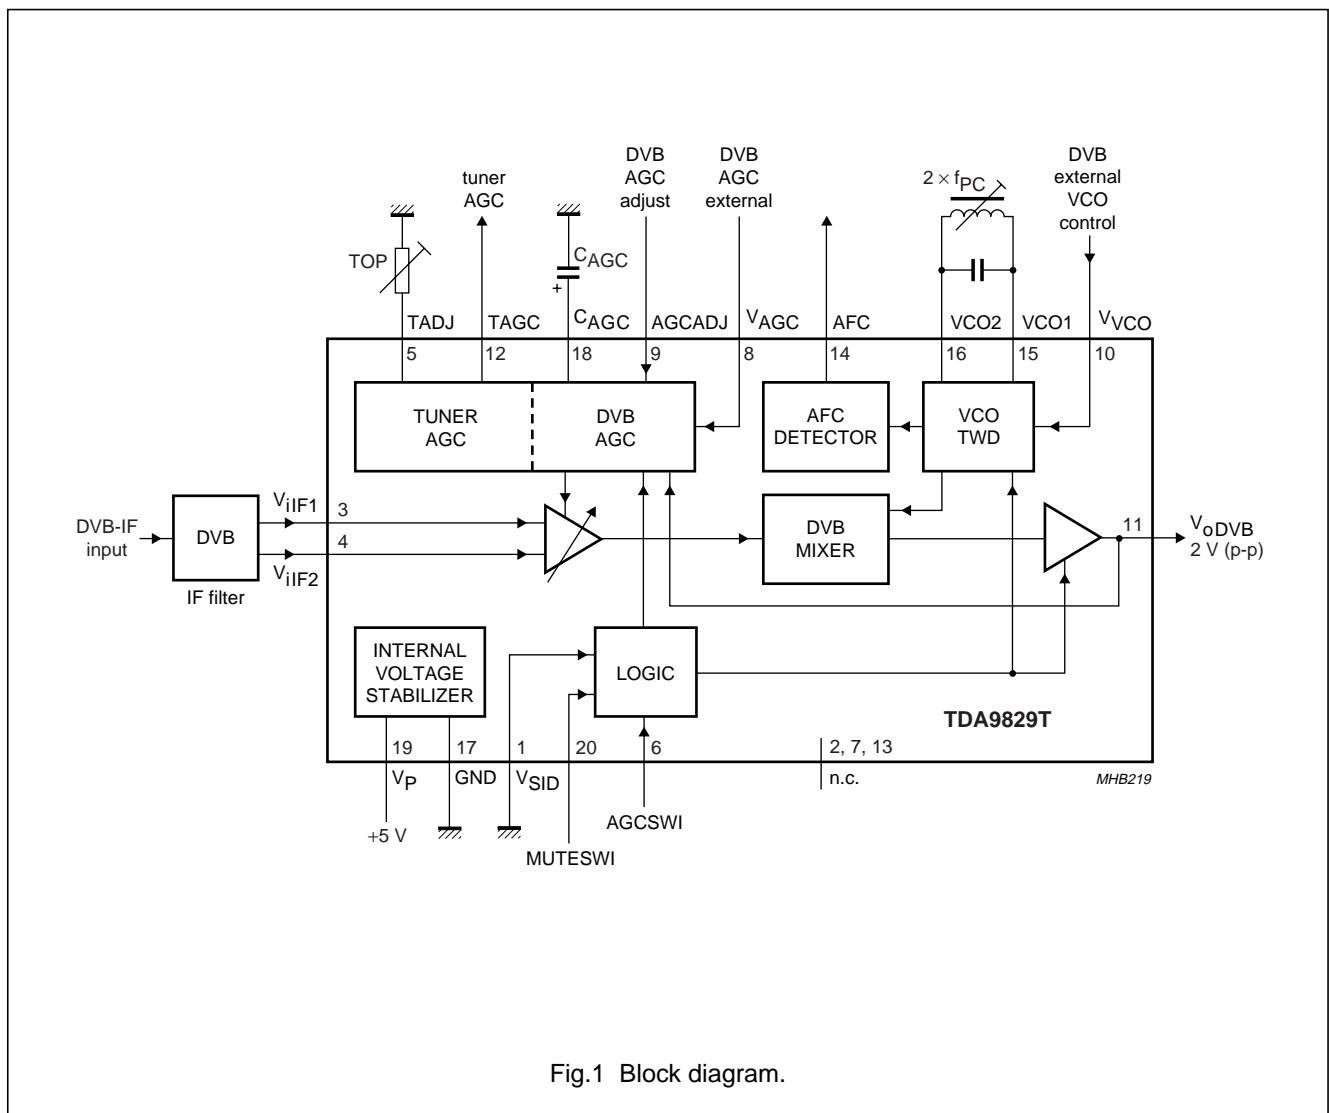 tuner
AGC
DVB
AGC
adjust
DVB
AGC
external
2 × fPC
DVB
external
VCO
control
TOP
CAGC
+
TADJ
TAGC
CAGC
AGCADJ
VAGC
AFC
VCO2
VCO1
VVCO
5
12
18
9
8
14
16
15
10
TUNER
AGC
DVB
AGC
AFC
DETECTOR
VCO
TWD
DVB-IF
input
DVB
IF filter
ViIF1
3
4
ViIF2
DVB
MIXER
11
VoDVB
2 V (p-p)
INTERNAL
VOLTAGE
STABILIZER
LOGIC
TDA9829T
19
17
1
20
6
2, 7, 13
VP
GND
VSID
n.c.
MHB219
+5 V
AGCSWI
MUTESWI
Fig.1 Block diagram.